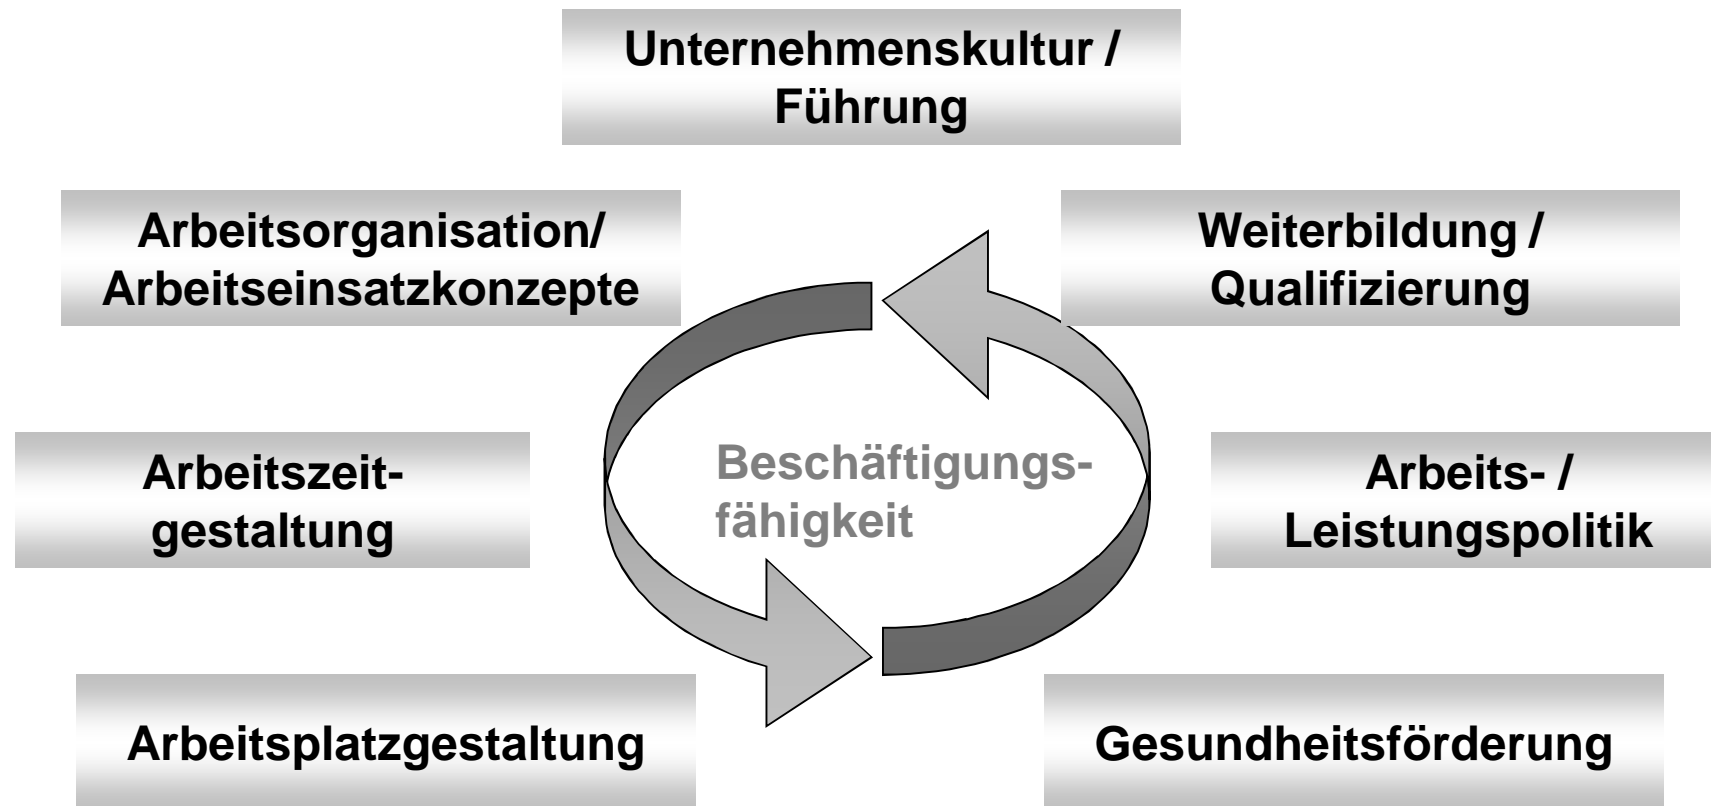 Unternehmenskultur /
Führung
Arbeitsorganisation/
Arbeitseinsatzkonzepte
Weiterbildung /
Qualifizierung
Arbeitszeit-
gestaltung
Beschäftigungs-
fähigkeit
Arbeits- /
Leistungspolitik
Arbeitsplatzgestaltung
Gesundheitsförderung